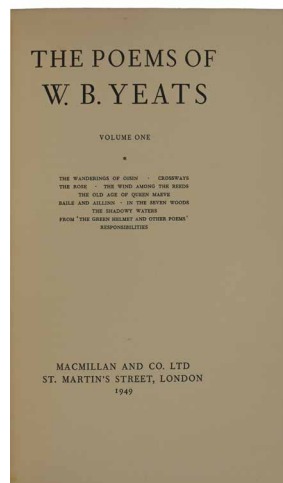 THE POEMS OF
W. B. YEATS
VOLUME ONE
*
THE WANDERINGS OF OISIN · CROSSWAYS
THE ROSE · THE WIND AMONG THE REEDS
THE OLD AGE OF QUEEN MAEVE
BAILE AND AILLINN · IN THE SEVEN WOODS
THE SHADOWY WATERS
FROM 'THE GREEN HELMET AND OTHER POEMS'
RESPONSIBILITIES
MACMILLAN AND CO. LTD
ST. MARTIN'S STREET, LONDON
1949